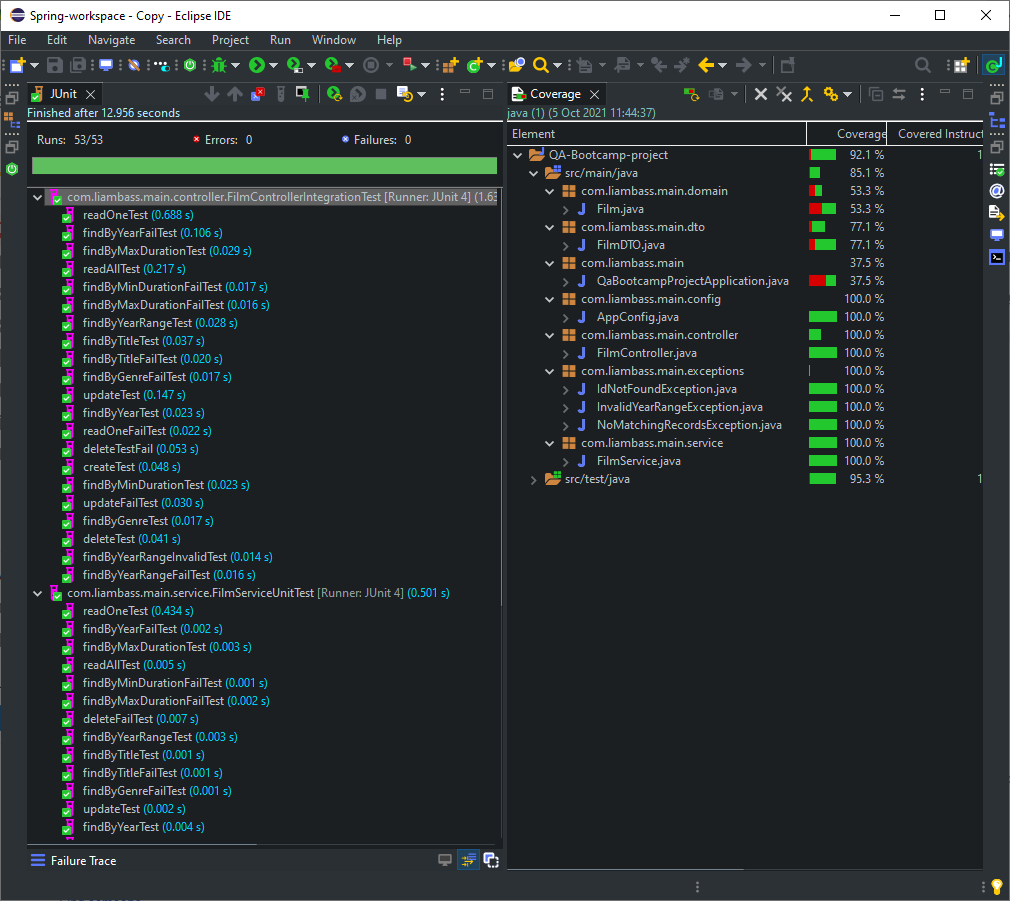 Spring-workspace - Copy - Eclipse IDE
File Edit Navigate Search Project Run Window Help
JUnit
Finished after 12.956 seconds
Runs: 53/53 Errors: 0 Failures: 0
com.liambass.main.controller.FilmControllerIntegrationTest [Runner: JUnit 4] (1.63
readOneTest (0.688 s)
findByYearFailTest (0.106 s)
findByMaxDurationTest (0.029 s)
readAllTest (0.217 s)
findByMinDurationFailTest (0.017 s)
findByMaxDurationFailTest (0.016 s)
findByYearRangeTest (0.028 s)
findByTitleTest (0.037 s)
findByTitleFailTest (0.020 s)
findByGenreFailTest (0.017 s)
updateTest (0.147 s)
findByYearTest (0.023 s)
readOneFailTest (0.022 s)
deleteTestFail (0.053 s)
createTest (0.048 s)
findByMinDurationTest (0.023 s)
updateFailTest (0.030 s)
findByGenreTest (0.017 s)
deleteTest (0.041 s)
findByYearRangeInvalidTest (0.014 s)
findByYearRangeFailTest (0.016 s)
com.liambass.main.service.FilmServiceUnitTest [Runner: JUnit 4] (0.501 s)
readOneTest (0.434 s)
findByYearFailTest (0.002 s)
findByMaxDurationTest (0.003 s)
readAllTest (0.005 s)
findByMinDurationFailTest (0.001 s)
findByMaxDurationFailTest (0.002 s)
deleteFailTest (0.007 s)
findByYearRangeTest (0.003 s)
findByTitleTest (0.001 s)
findByTitleFailTest (0.001 s)
findByGenreFailTest (0.001 s)
updateTest (0.002 s)
findByYearTest (0.004 s)
Failure Trace
Coverage
java (1) (5 Oct 2021 11:44:37)
Element Coverage Covered Instruct
QA-Bootcamp-project 92.1 % 1
src/main/java 85.1 %
com.liambass.main.domain 53.3 %
Film.java 53.3 %
com.liambass.main.dto 77.1 %
FilmDTO.java 77.1 %
com.liambass.main 37.5 %
QaBootcampProjectApplication.java 37.5 %
com.liambass.main.config 100.0 %
AppConfig.java 100.0 %
com.liambass.main.controller 100.0 %
FilmController.java 100.0 %
com.liambass.main.exceptions 100.0 %
IdNotFoundException.java 100.0 %
InvalidYearRangeException.java 100.0 %
NoMatchingRecordsException.java 100.0 %
com.liambass.main.service 100.0 %
FilmService.java 100.0 %
src/test/java 95.3 % 1